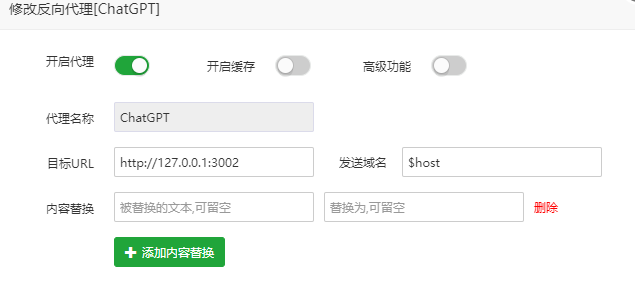 修改反向代理[ChatGPT]
开启代理 开启缓存 高级功能
代理名称 ChatGPT
目标URL http://127.0.0.1:3002 发送域名 $host
内容替换 被替换的文本,可留空 替换为,可留空 删除
添加内容替换